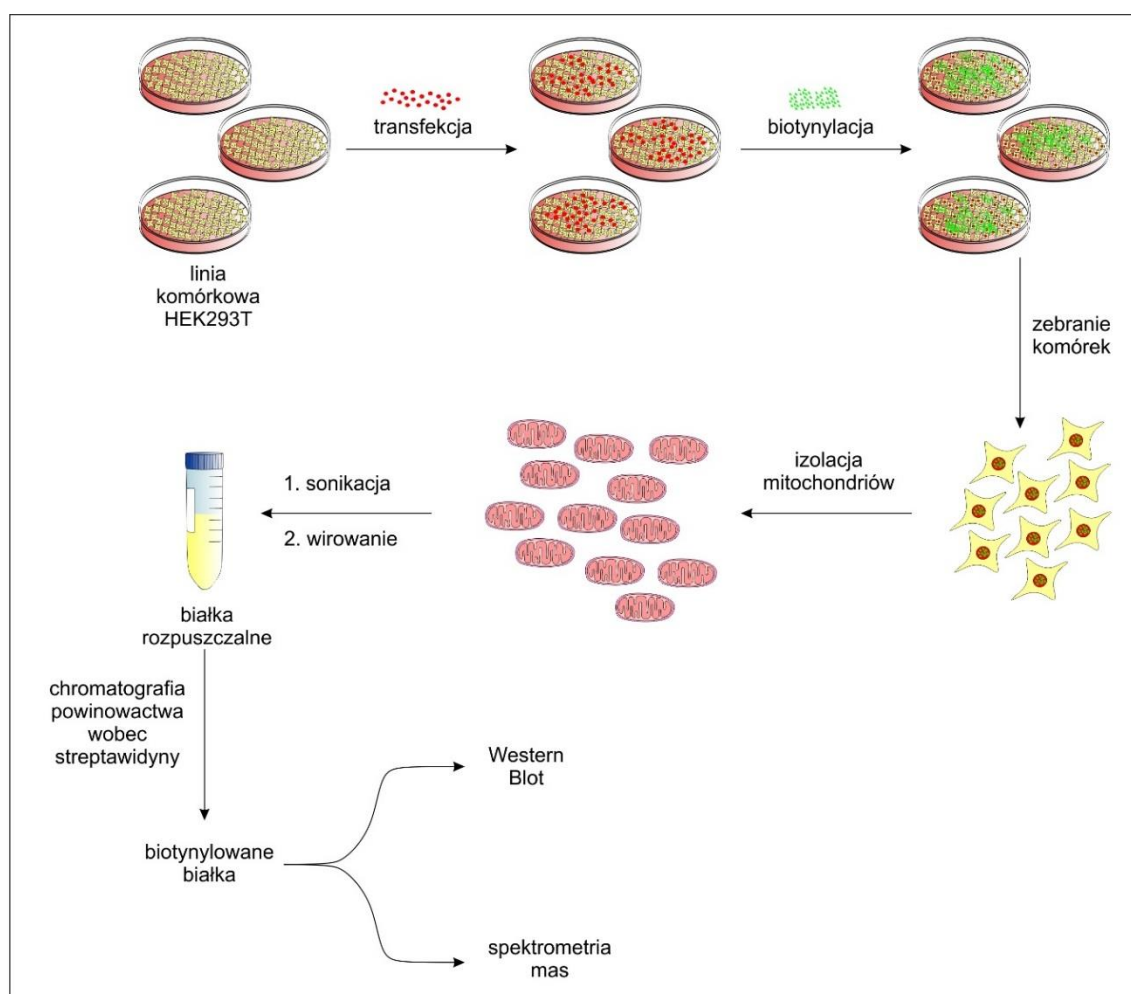 transfekcja
biotynylacja
linia
komórkowa
HEK293T
zebranie
komórek
izolacja
mitochondriów
1. sonikacja
2. wirowanie
białka
rozpuszczalne
chromatografia
powinowactwa
wobec
streptawidyny
Western
Blot
biotynylowane
białka
spektrometria
mas